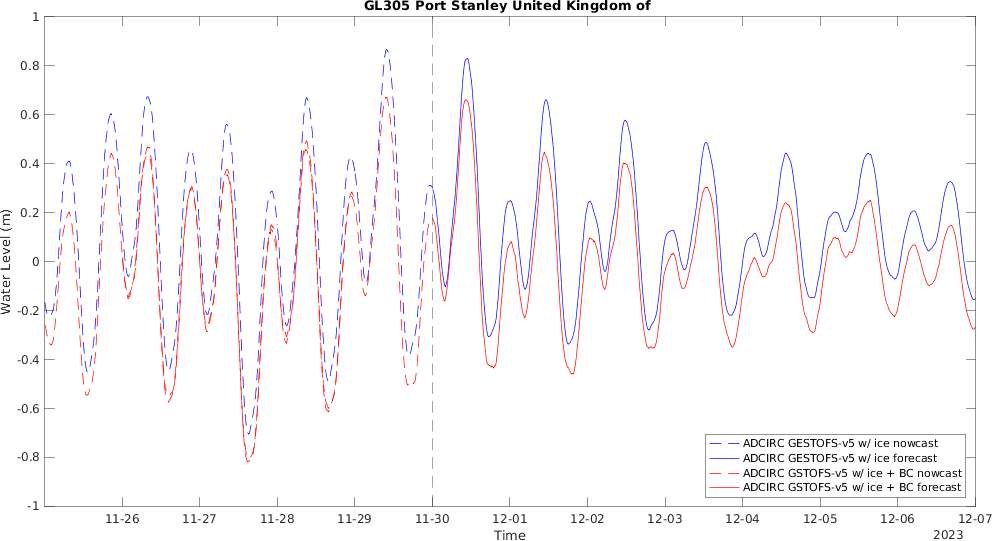 GL305 Port Stanley United Kingdom of
1
0.8
0.6
0.4
0.2
0
-0.2
-0.4
-0.6
-0.8
-1
Water Level (m)
ADCIRC GESTOFS-v5 w/ ice nowcast
ADCIRC GESTOFS-v5 w/ ice forecast
ADCIRC GSTOFS-v5 w/ ice + BC nowcast
ADCIRC GSTOFS-v5 w/ ice + BC forecast
11-26 11-27 11-28 11-29 11-30 12-01 12-02 12-03 12-04 12-05 12-06 12-07
Time
2023